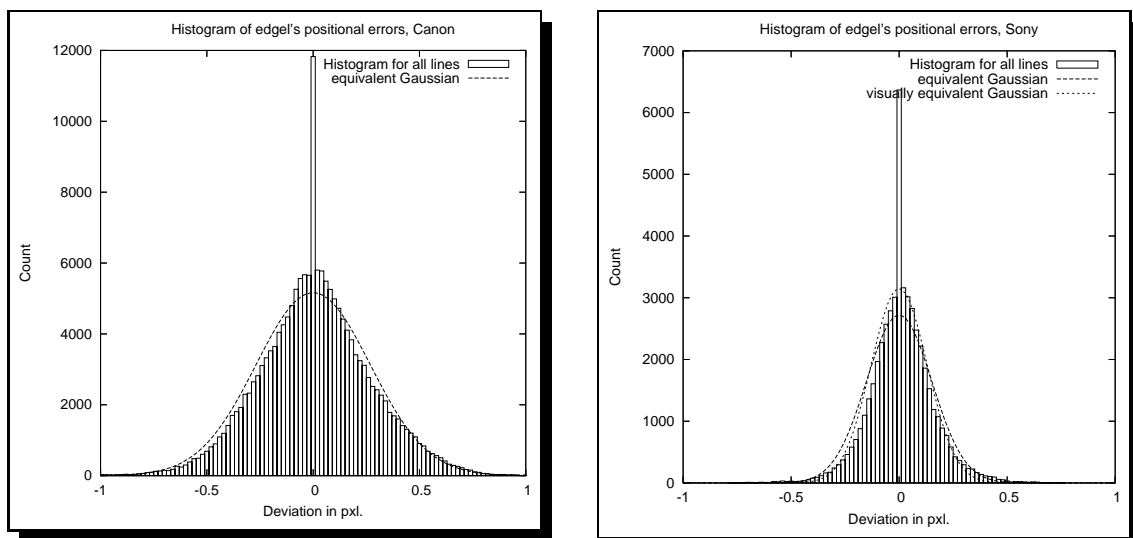 Histogram of edgel's positional errors, Canon
12000
10000
8000
6000
4000
2000
0
Count
Histogram for all lines
equivalent Gaussian
-1
-0.5
0
0.5
1
Deviation in pxl.
Histogram of edgel's positional errors, Sony
7000
6000
5000
4000
3000
2000
1000
0
Count
Histogram for all lines
equivalent Gaussian
visually equivalent Gaussian
-1
-0.5
0
0.5
1
Deviation in pxl.